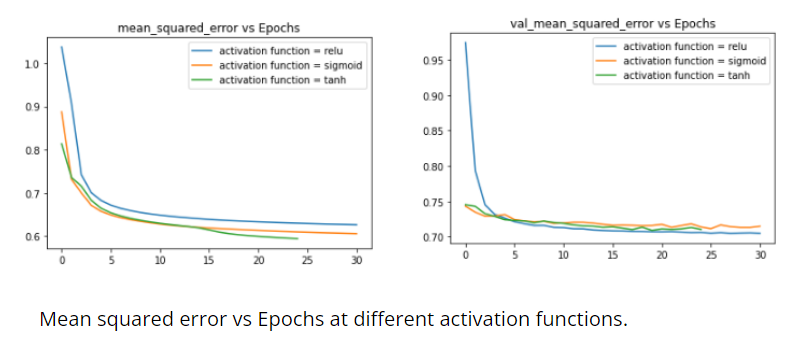 mean_squared_error vs Epochs
activation function = relu
activation function = sigmoid
activation function = tanh
1.0
0.9
0.8
0.7
0.6
0 5 10 15 20 25 30
val_mean_squared_error vs Epochs
activation function = relu
activation function = sigmoid
activation function = tanh
0.95
0.90
0.85
0.80
0.75
0.70
0 5 10 15 20 25 30
Mean squared error vs Epochs at different activation functions.